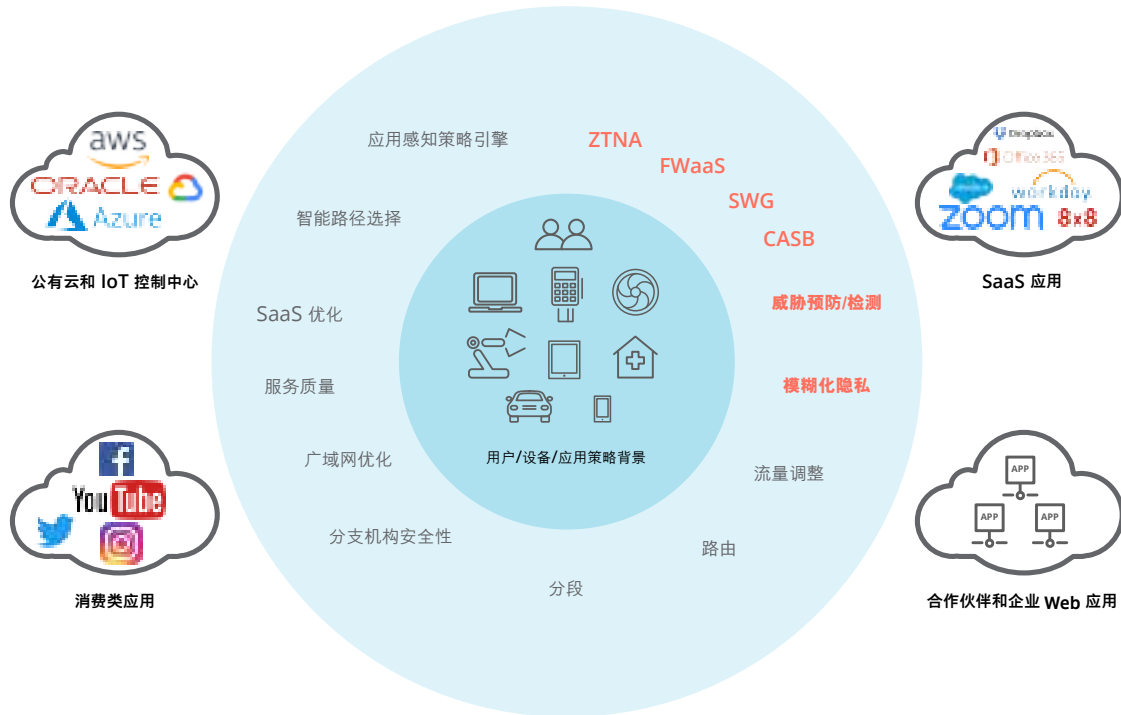 aws
ORACLE
Azure
公有云和 IoT 控制中心
应用感知策略引擎
智能路径选择
SaaS 优化
服务质量
广域网优化
分支机构安全性
分段
ZTNA
FWaaS
SWG
CASB
威胁预防/检测
模糊化隐私
流量调整
路由
用户/设备/应用策略背景
Dropbox
Office 365
salesforce
workday
zoom 8x8
SaaS 应用
f
You Tube
消费类应用
APP
APP APP
合作伙伴和企业 Web 应用